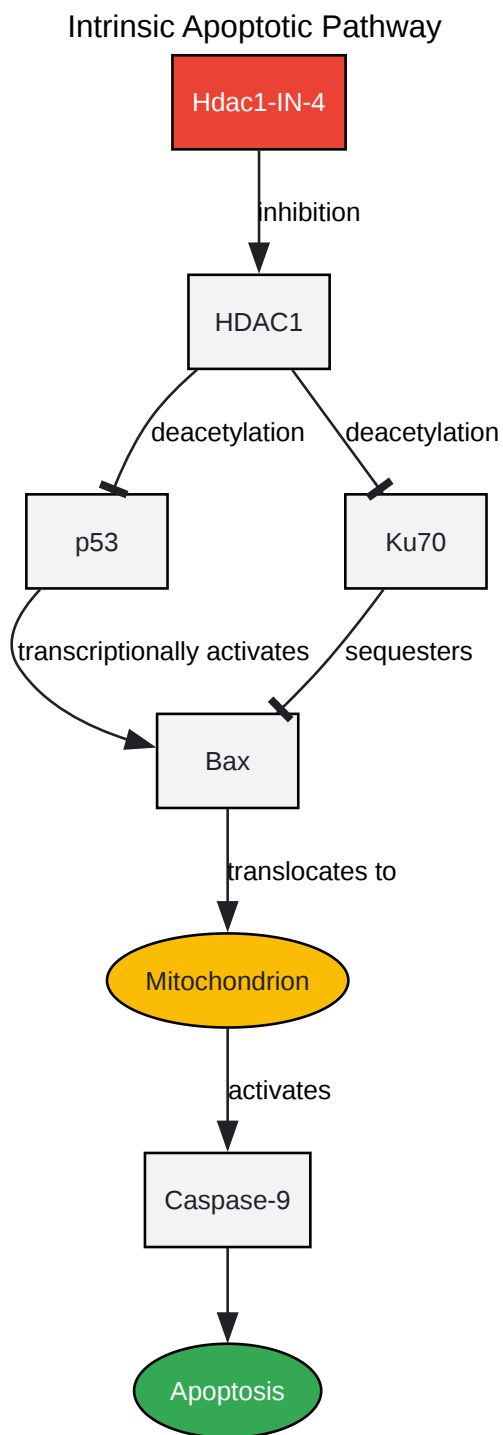 Intrinsic Apoptotic Pathway
Hdac1-IN-4
inhibition
HDAC1
deacetylation
deacetylation
p53
Ku70
transcriptionally activates
sequesters
Bax
translocates to
Mitochondrion
activates
Caspase-9
Apoptosis